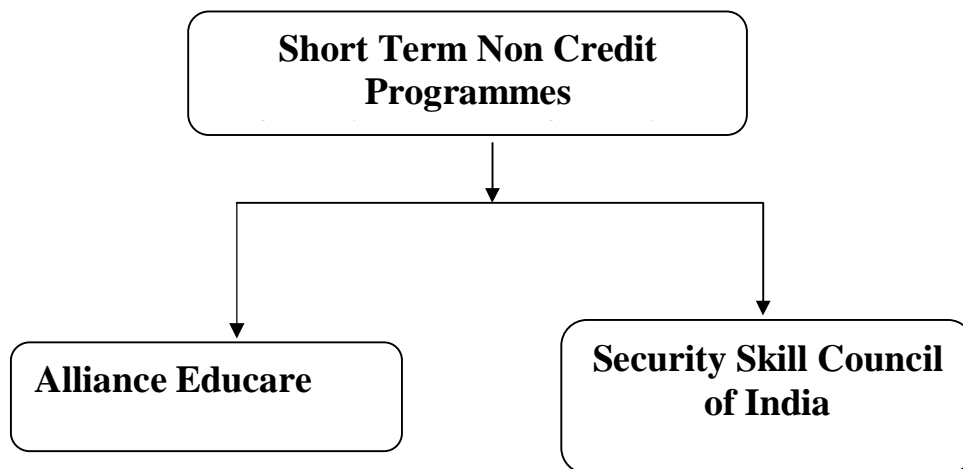 Short Term Non Credit
Programmes
Alliance Educare
Security Skill Council
of India